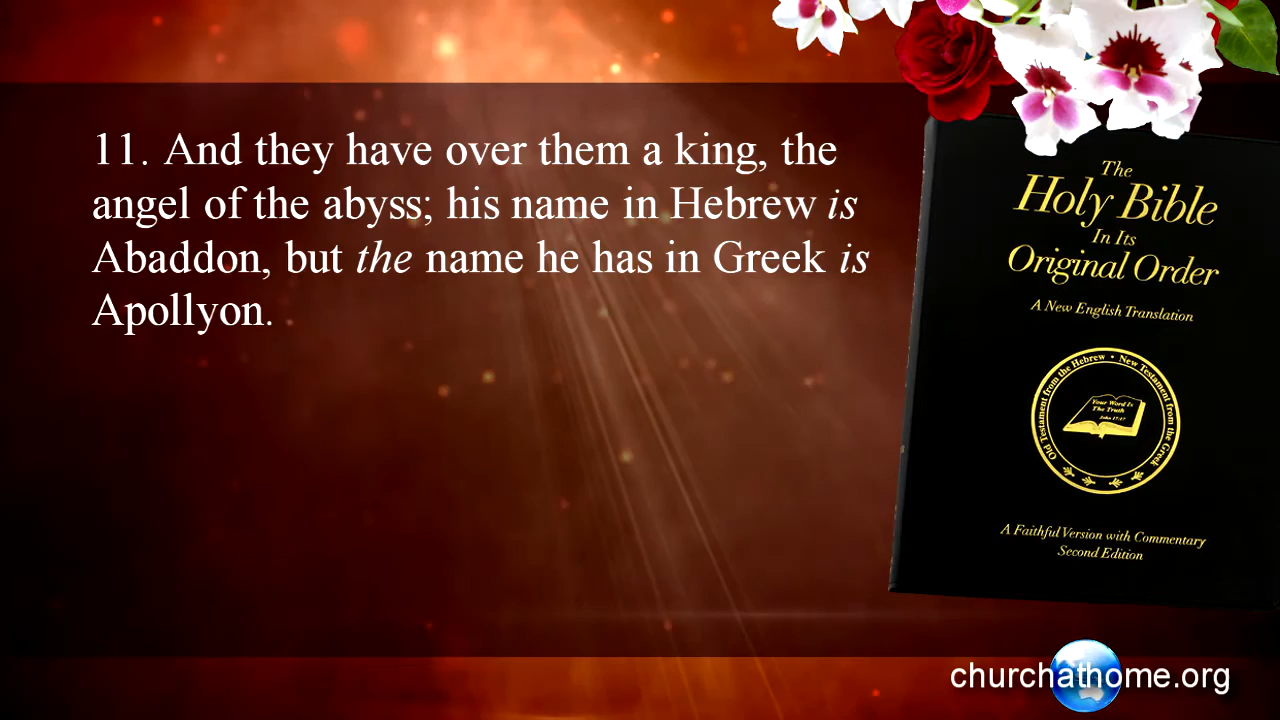 11. And they have over them a king, the
angel of the abyss; his name in Hebrew is
Abaddon, but the name he has in Greek is
Apollyon.
The
Holy Bible
In Its
Original Order
A New English Translation
Old Testament from the Hebrew • New Testament from the Greek
Your Word Is
The Truth
John 17:17
A Faithful Version with Commentary
Second Edition
churchathome.org